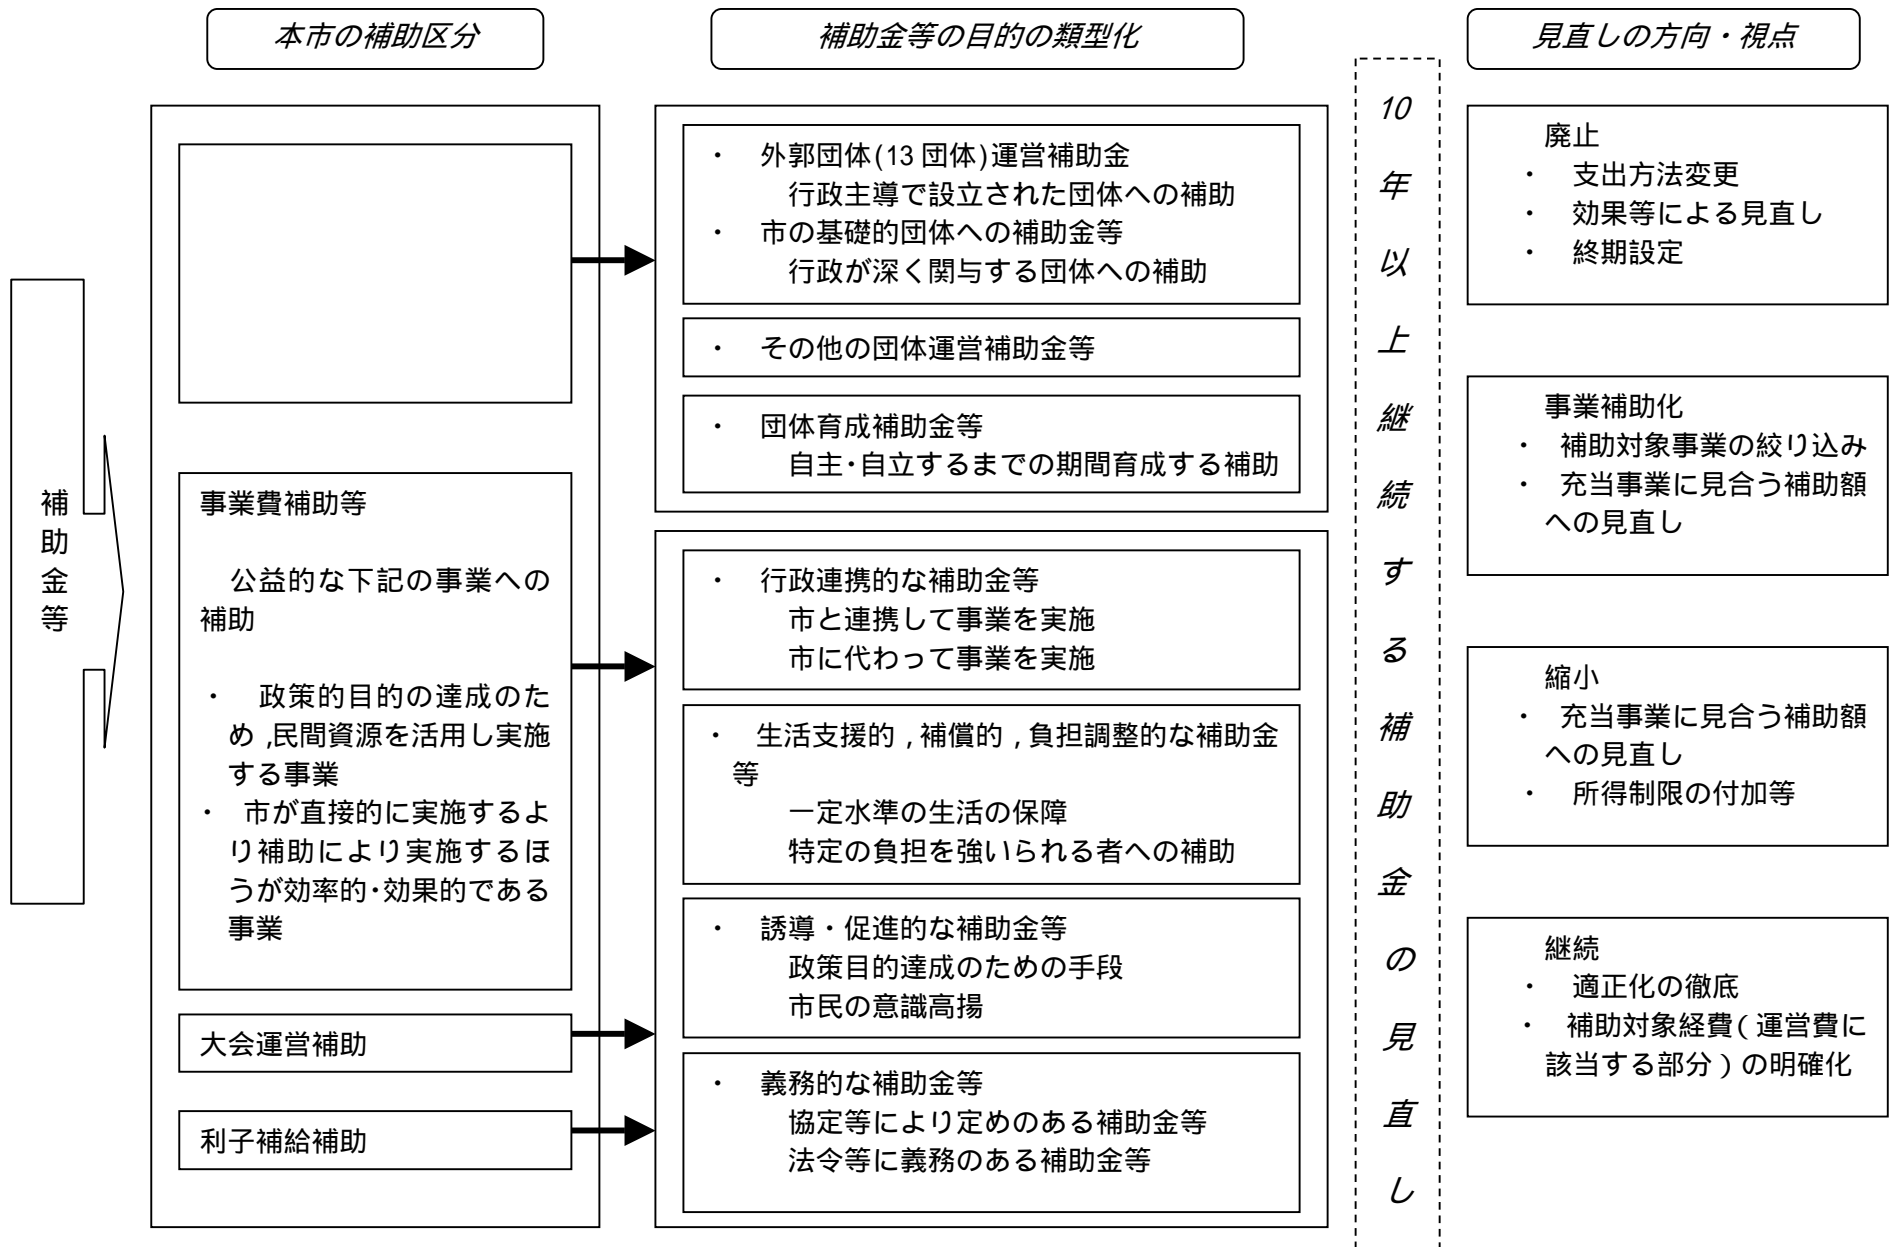 本市の補助区分
補助金等の目的の類型化
見直しの方向・視点
補助金等
事業費補助等
公益的な下記の事業への
補助
・ 政策的目的の達成のた
め,民間資源を活用し実施
する事業
・ 市が直接的に実施するよ
り補助により実施するほ
うが効率的・効果的である
事業
大会運営補助
利子補給補助
・ 外郭団体(13団体)運営補助金
行政主導で設立された団体への補助
・ 市の基礎的団体への補助金等
行政が深く関与する団体への補助
・ その他の団体運営補助金等
・ 団体育成補助金等
自主・自立するまでの期間育成する補助
・ 行政連携的な補助金等
市と連携して事業を実施
市に代わって事業を実施
・ 生活支援的,補償的,負担調整的な補助金
等
一定水準の生活の保障
特定の負担を強いられる者への補助
・ 誘導・促進的な補助金等
政策目的達成のための手段
市民の意識高揚
・ 義務的な補助金等
協定等により定めのある補助金等
法令等に義務のある補助金等
10年以上継続する補助金の見直し
廃止
・ 支出方法変更
・ 効果等による見直し
・ 終期設定
事業補助化
・ 補助対象事業の絞り込み
・ 充当事業に見合う補助額
への見直し
縮小
・ 充当事業に見合う補助額
への見直し
・ 所得制限の付加等
継続
・ 適正化の徹底
・ 補助対象経費(運営費に
該当する部分)の明確化